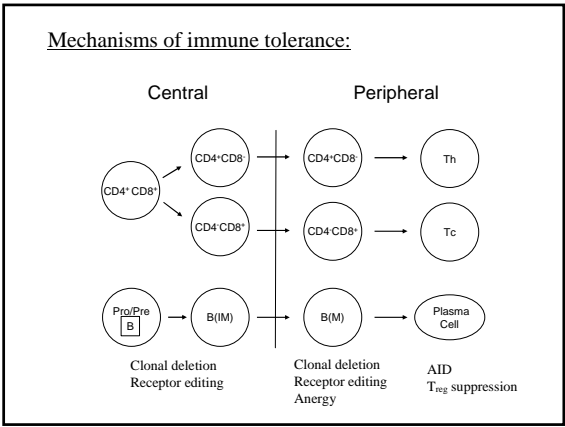 Mechanisms of immune tolerance:
Central
Peripheral
CD4⁺CD8⁻
CD4⁺CD8⁻
Th
CD4⁺ CD8⁺
CD4⁻CD8⁺
CD4⁻CD8⁺
Tc
Pro/Pre
B
B(IM)
B(M)
Plasma
Cell
Clonal deletion
Receptor editing
Clonal deletion
Receptor editing
Anergy
AID
Treg suppression